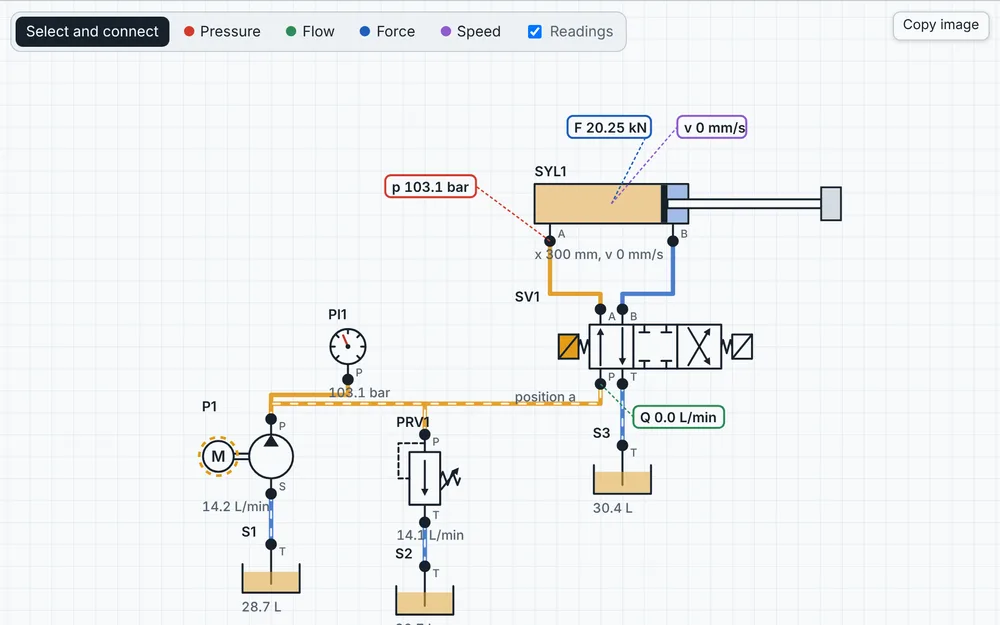 Select and connect
Pressure
Flow
Force
Speed
Readings
Copy image
F 20.25 kN
v 0 mm/s
SYL1
p 103.1 bar
A
B
x 300 mm, v 0 mm/s
SV1
A
B
PI1
P
103.1 bar
P
T
position a
P1
P
PRV1
P
Q 0.0 L/min
S3
T
M
S
14.2 L/min
30.4 L
T
14.1 L/min
S1
T
S2
T
28.7 L